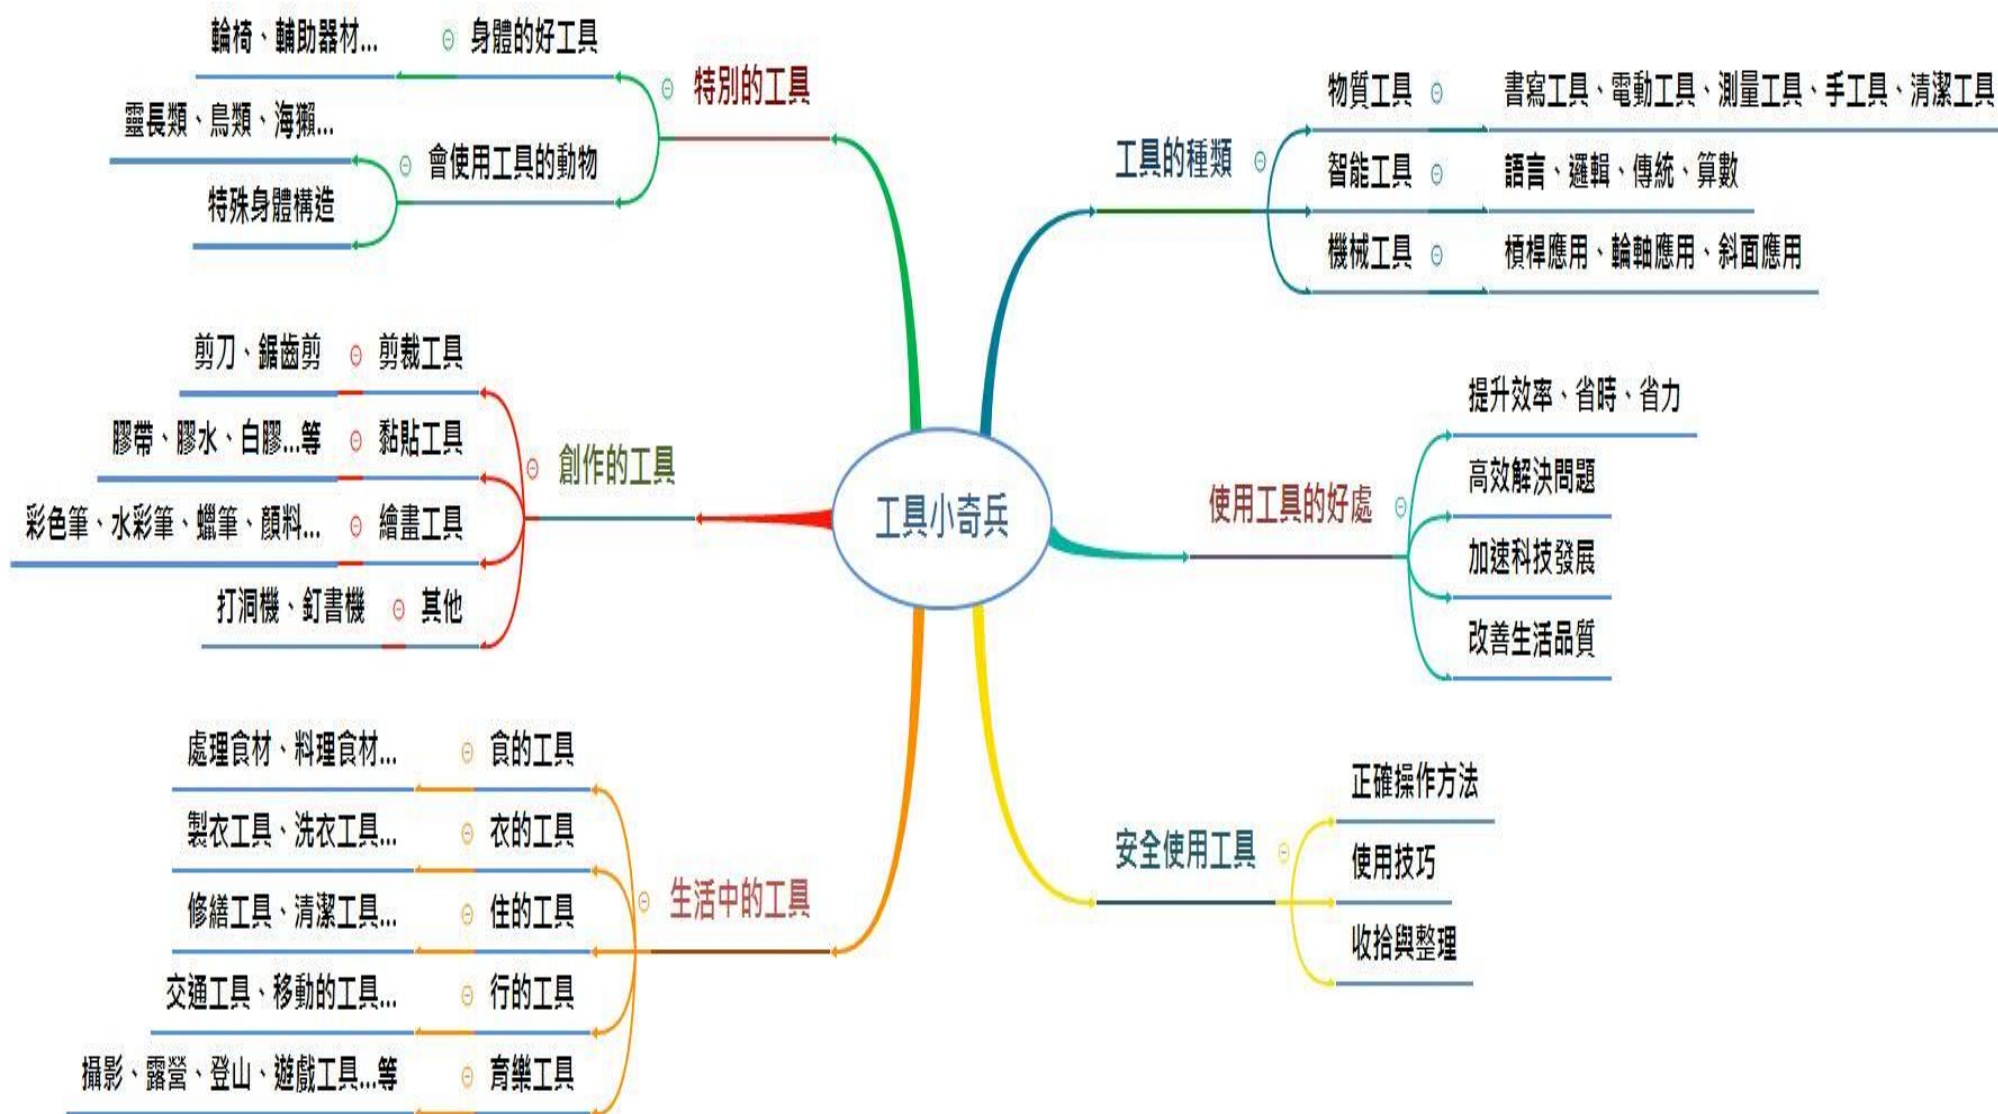 工具小奇兵
工具的種類
物質工具
書寫工具、電動工具、測量工具、手工具、清潔工具
智能工具
語言、邏輯、傳統、算數
機械工具
槓桿應用、輪軸應用、斜面應用
使用工具的好處
提升效率、省時、省力
高效解決問題
加速科技發展
改善生活品質
安全使用工具
正確操作方法
使用技巧
收拾與整理
特別的工具
身體的好工具
輪椅、輔助器材...
會使用工具的動物
靈長類、鳥類、海獺...
特殊身體構造
創作的工具
剪裁工具
剪刀、鋸齒剪
黏貼工具
膠帶、膠水、白膠...等
繪畫工具
彩色筆、水彩筆、蠟筆、顏料...
其他
打洞機、釘書機
生活中的工具
食的工具
處理食材、料理食材...
衣的工具
製衣工具、洗衣工具...
住的工具
修繕工具、清潔工具...
行的工具
交通工具、移動的工具...
育樂工具
攝影、露營、登山、遊戲工具...等